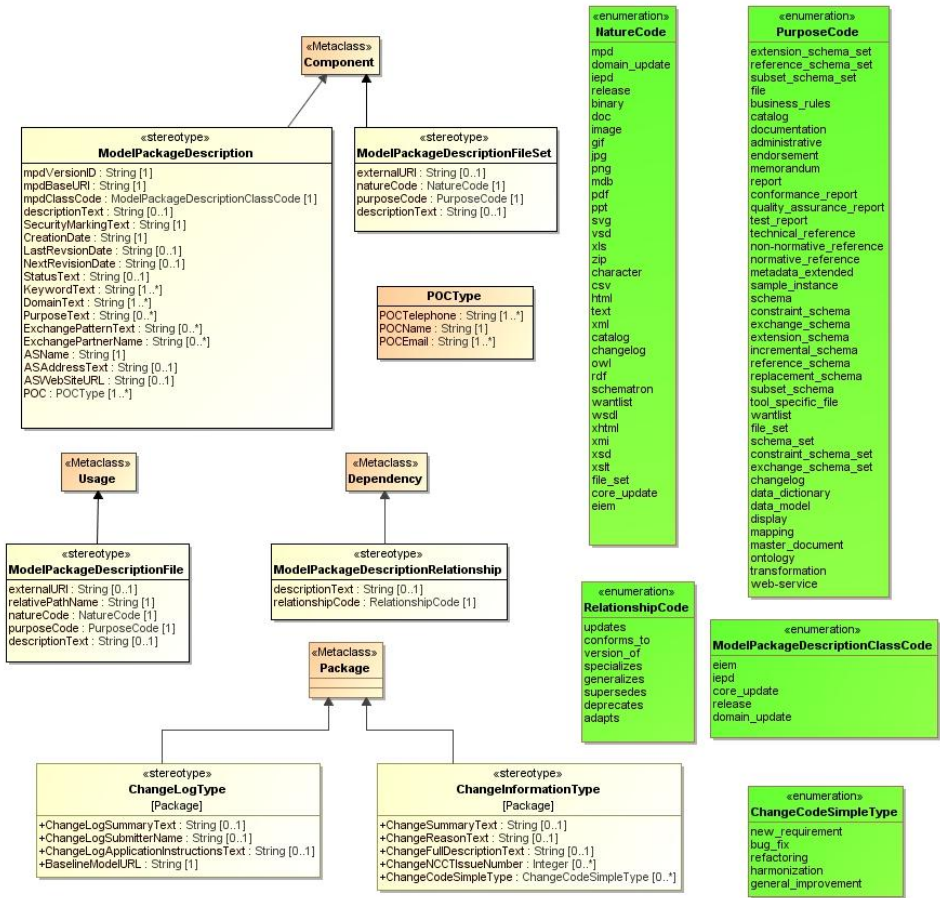 «Metaclass»
Component
«stereotype»
ModelPackageDescription
mpdVersionID : String [1]
mpdBaseURI : String [1]
mpdClassCode : ModelPackageDescriptionClassCode [1]
descriptionText : String [0..1]
SecurityMarkingText : String [1]
CreationDate : String [1]
LastRevsionDate : String [0..1]
NextRevisionDate : String [0..1]
StatusText : String [0..1]
KeywordText : String [1..*]
DomainText : String [1..*]
PurposeText : String [0..*]
ExchangePatternText : String [0..*]
ExchangePartnerName : String [0..*]
ASName : String [1]
ASAddressText : String [0..1]
ASWebSiteURL : String [0..1]
POC : POCType [1..*]
«stereotype»
ModelPackageDescriptionFileSet
externalURI : String [0..1]
natureCode : NatureCode [1]
purposeCode : PurposeCode [1]
descriptionText : String [0..1]
POCType
POCTelephone : String [1..*]
POCName : String [1]
POCEmail : String [1..*]
«enumeration»
NatureCode
mpd
domain_update
iepd
release
binary
doc
image
gif
jpg
png
mdb
pdf
ppt
svg
vsd
xls
zip
character
csv
html
text
xml
catalog
changelog
owl
rdf
schematron
wantlist
wsdl
xhtml
xmi
xsd
xslt
file_set
core_update
eiem
«enumeration»
PurposeCode
extension_schema_set
reference_schema_set
subset_schema_set
file
business_rules
catalog
documentation
administrative
endorsement
memorandum
report
conformance_report
quality_assurance_report
test_report
technical_reference
non-normative_reference
normative_reference
metadata_extended
sample_instance
schema
constraint_schema
exchange_schema
extension_schema
incremental_schema
reference_schema
replacement_schema
subset_schema
tool_specific_file
wantlist
file_set
schema_set
constraint_schema_set
exchange_schema_set
changelog
data_dictionary
data_model
display
mapping
master_document
ontology
transformation
web-service
«Metaclass»
Usage
«stereotype»
ModelPackageDescriptionFile
externalURI : String [0..1]
relativePathName : String [1]
natureCode : NatureCode [1]
purposeCode : PurposeCode [1]
descriptionText : String [0..1]
«Metaclass»
Dependency
«stereotype»
ModelPackageDescriptionRelationship
descriptionText : String [0..1]
relationshipCode : RelationshipCode [1]
«enumeration»
RelationshipCode
updates
conforms_to
version_of
specializes
generalizes
supersedes
deprecates
adapts
«enumeration»
ModelPackageDescriptionClassCode
eiem
iepd
core_update
release
domain_update
«Metaclass»
Package
«stereotype»
ChangeLogType
[Package]
+ChangeLogSummaryText : String [0..1]
+ChangeLogSubmitterName : String [0..1]
+ChangeLogApplicationInstructionsText : String [0..1]
+BaselineModelURL : String [1]
«stereotype»
ChangeInformationType
[Package]
+ChangeSummaryText : String [0..1]
+ChangeReasonText : String [0..1]
+ChangeFullDescriptionText : String [0..1]
+ChangeNCCTIssueNumber : Integer [0..*]
+ChangeCodeSimpleType : ChangeCodeSimpleType [0..*]
«enumeration»
ChangeCodeSimpleType
new_requirement
bug_fix
refactoring
harmonization
general_improvement